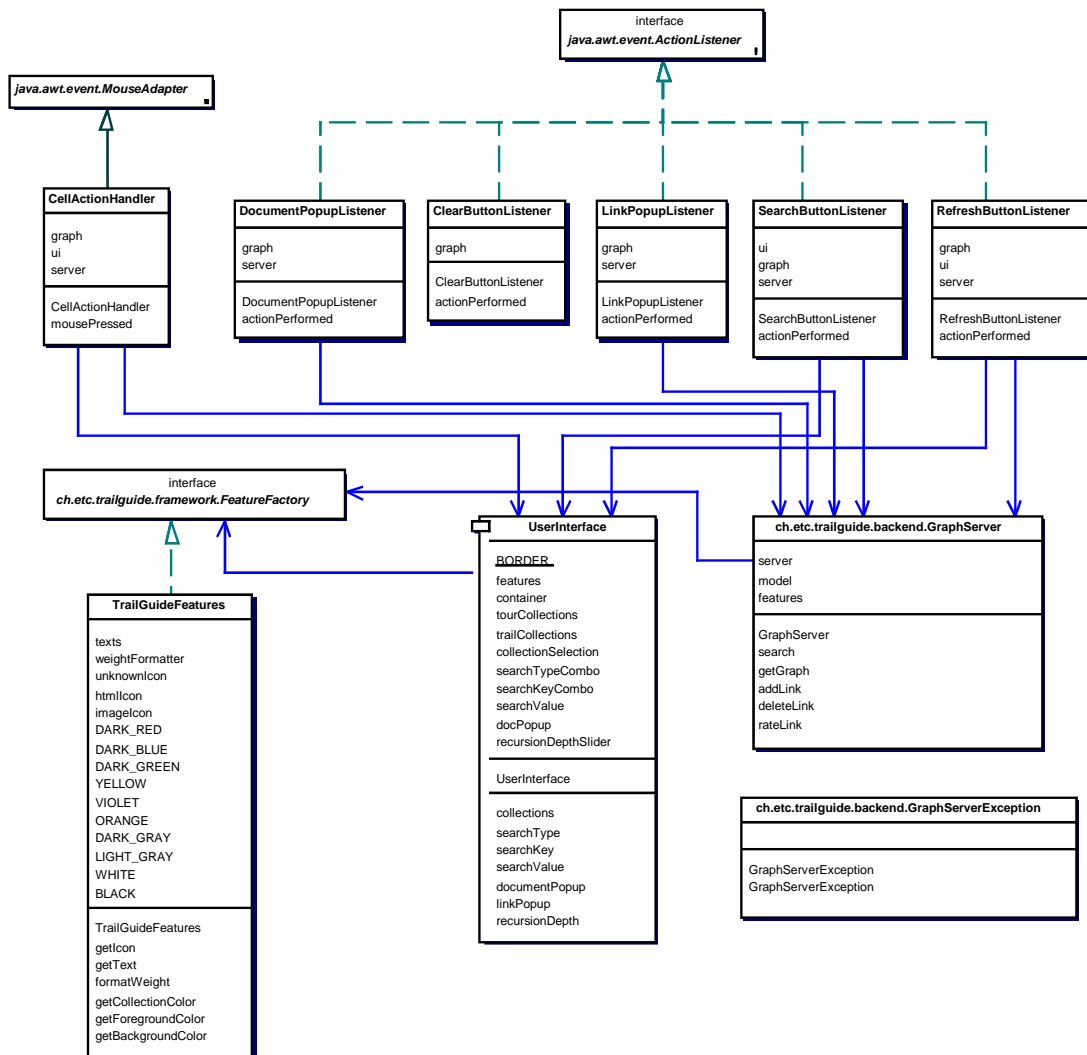 interface
java.awt.event.ActionListener
java.awt.event.MouseAdapter
CellActionHandler
graph
ui
server
CellActionHandler
mousePressed
DocumentPopupListener
graph
server
DocumentPopupListener
actionPerformed
ClearButtonListener
graph
ClearButtonListener
actionPerformed
LinkPopupListener
graph
server
LinkPopupListener
actionPerformed
SearchButtonListener
ui
graph
server
SearchButtonListener
actionPerformed
RefreshButtonListener
graph
ui
server
RefreshButtonListener
actionPerformed
interface
ch.etc.trailguide.framework.FeatureFactory
TrailGuideFeatures
texts
weightFormatter
unknownIcon
htmlIcon
imageIcon
DARK_RED
DARK_BLUE
DARK_GREEN
YELLOW
VIOLET
ORANGE
DARK_GRAY
LIGHT_GRAY
WHITE
BLACK
TrailGuideFeatures
getIcon
getText
formatWeight
getCollectionColor
getForegroundColor
getBackgroundColor
UserInterface
BORDER
features
container
tourCollections
trailCollections
collectionSelection
searchTypeCombo
searchKeyCombo
searchValue
docPopup
recursionDepthSlider
UserInterface
collections
searchType
searchKey
searchValue
documentPopup
linkPopup
recursionDepth
ch.etc.trailguide.backend.GraphServer
server
model
features
GraphServer
search
getGraph
addLink
deleteLink
rateLink
ch.etc.trailguide.backend.GraphServerException
GraphServerException
GraphServerException